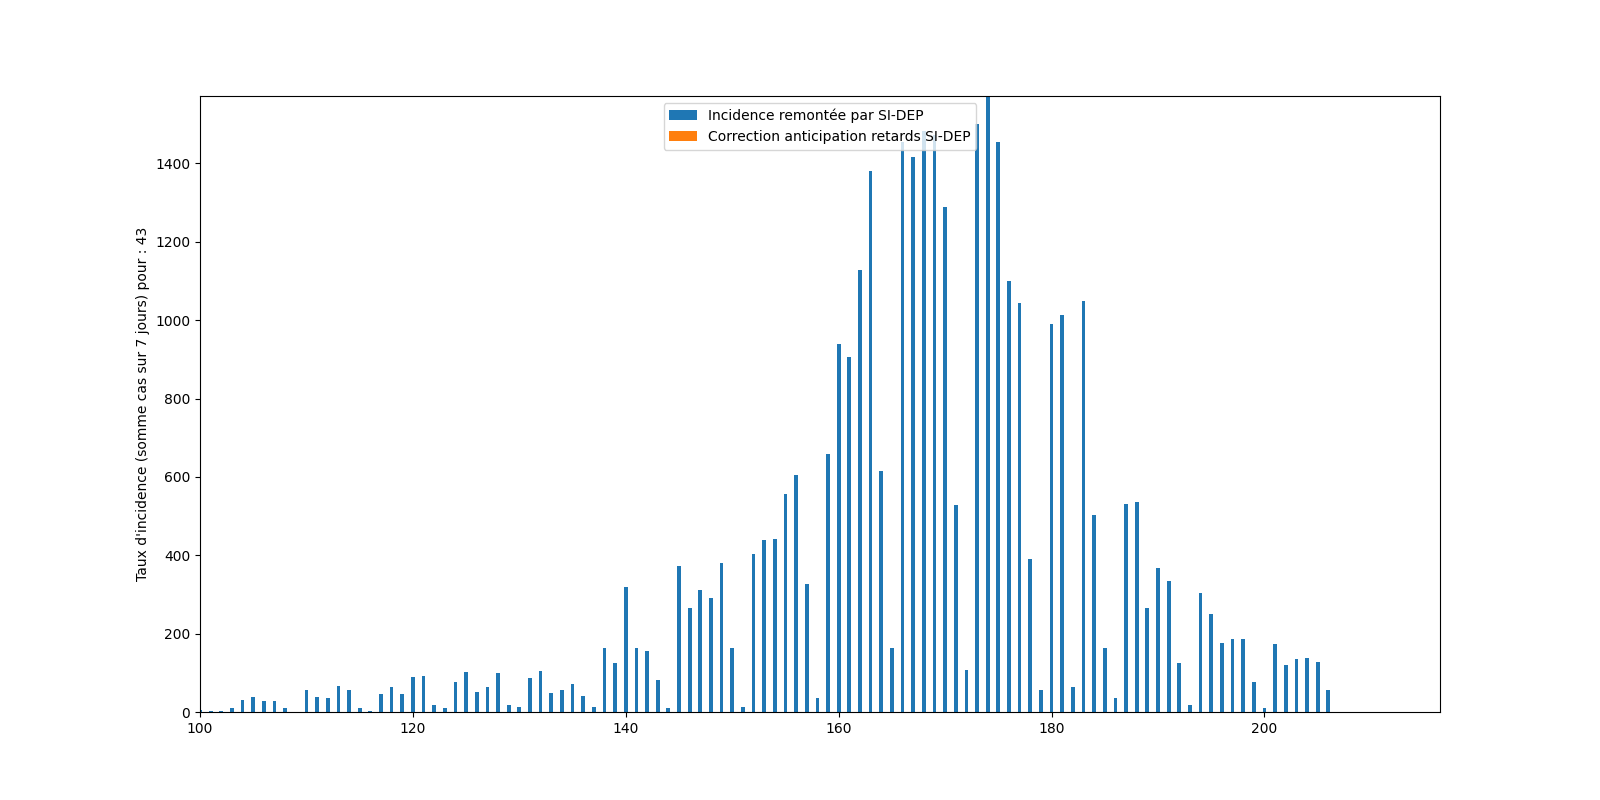 Incidence remontée par SI-DEP
Correction anticipation retards SI-DEP
Taux d'incidence (somme cas sur 7 jours) pour : 43
1400
1200
1000
800
600
400
200
0
100 120 140 160 180 200